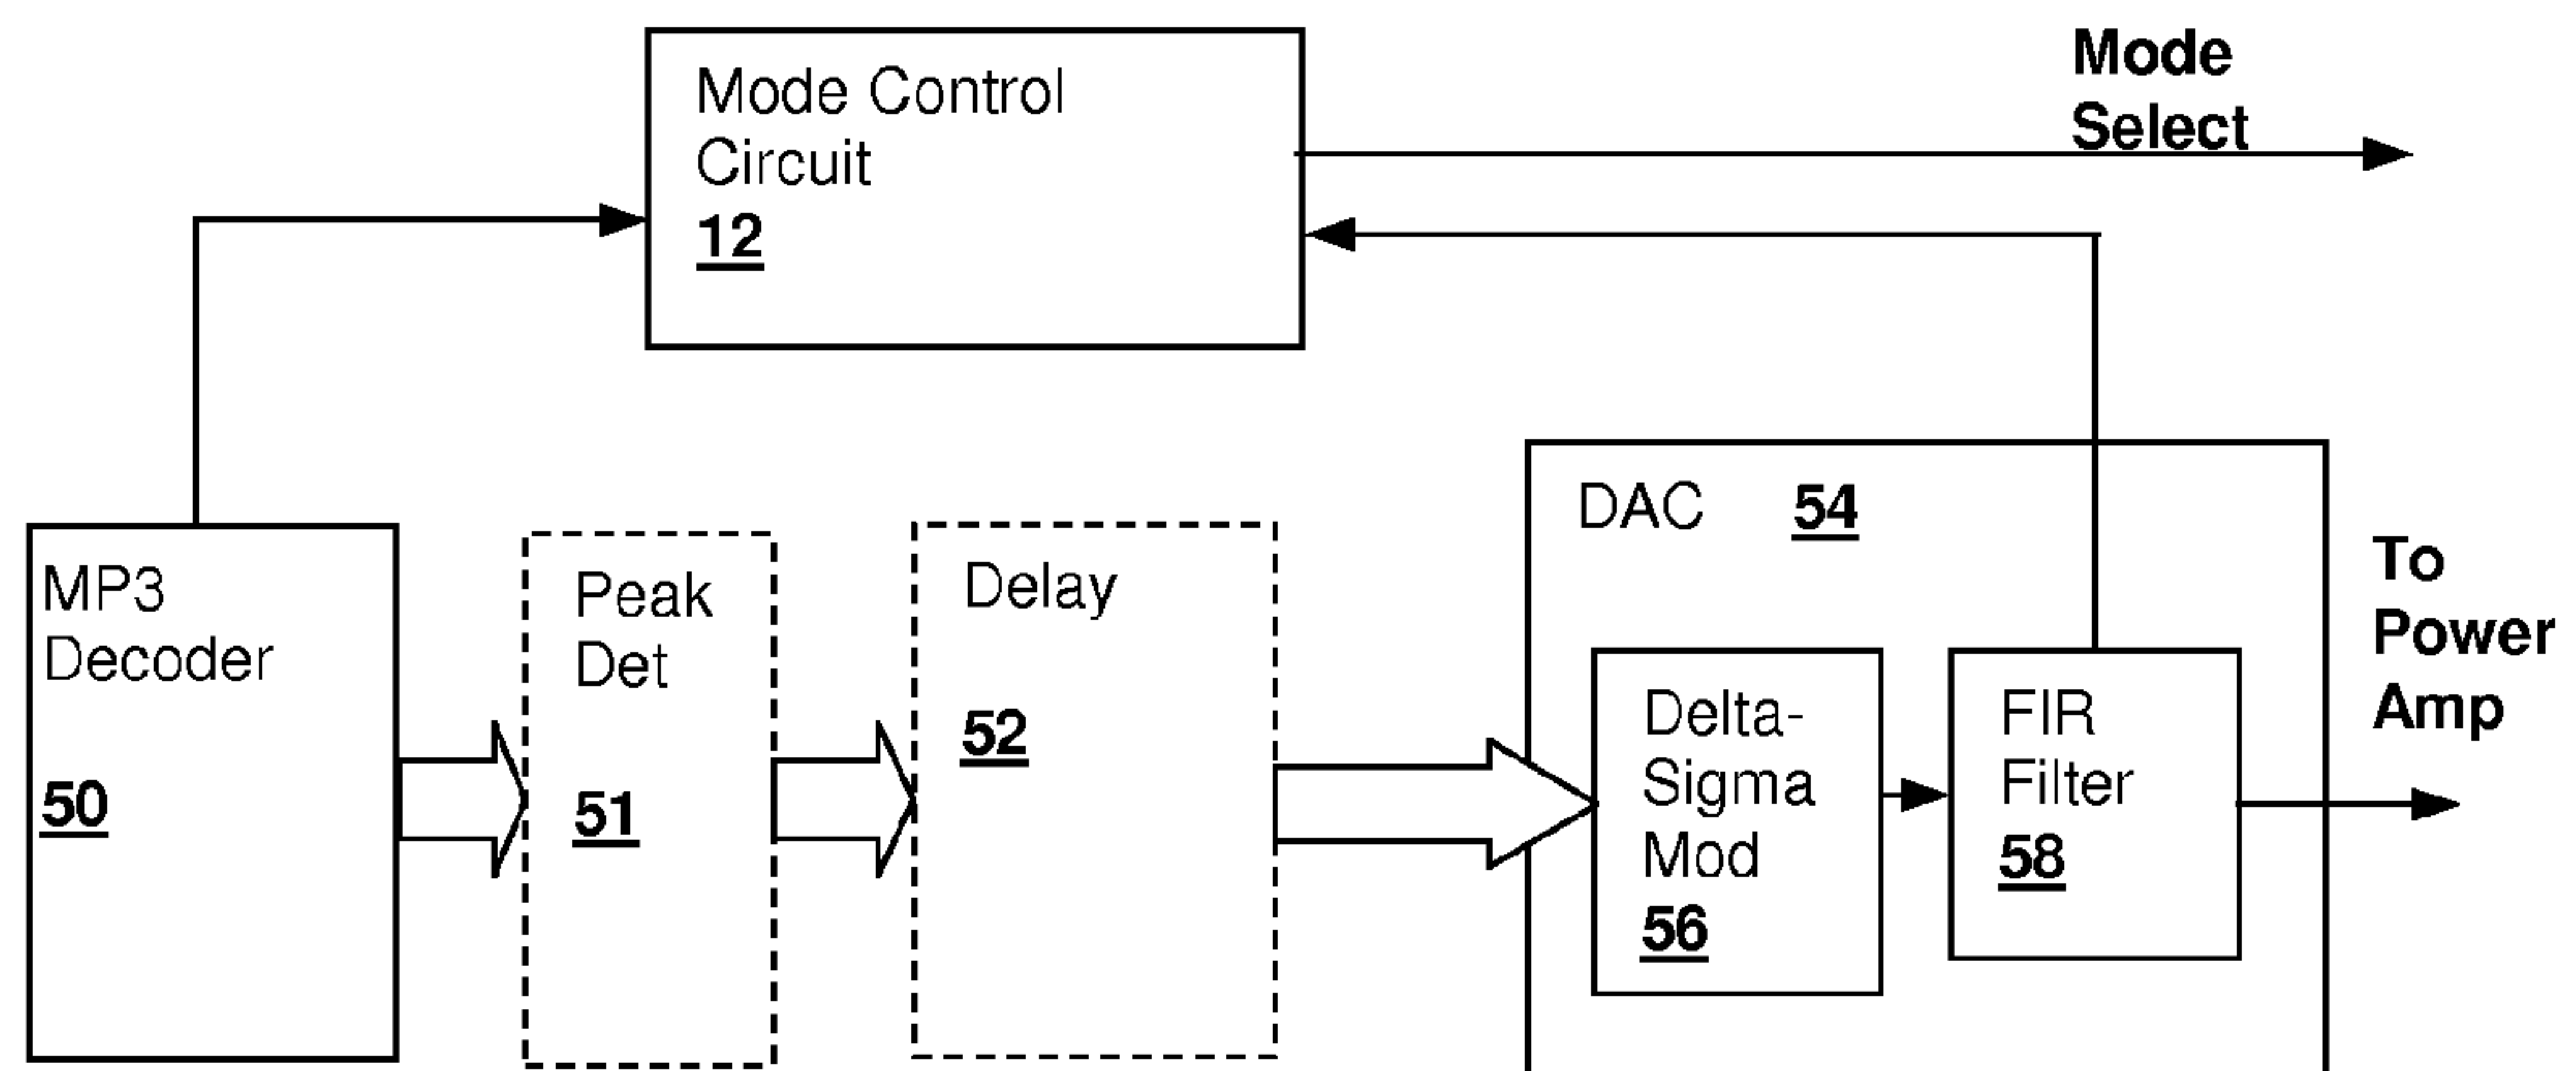 Mode Control
Circuit
12
Mode
Select
MP3
Decoder
50
Peak
Det
51
Delay
52
DAC 54
Delta-
Sigma
Mod
56
FIR
Filter
58
To
Power
Amp